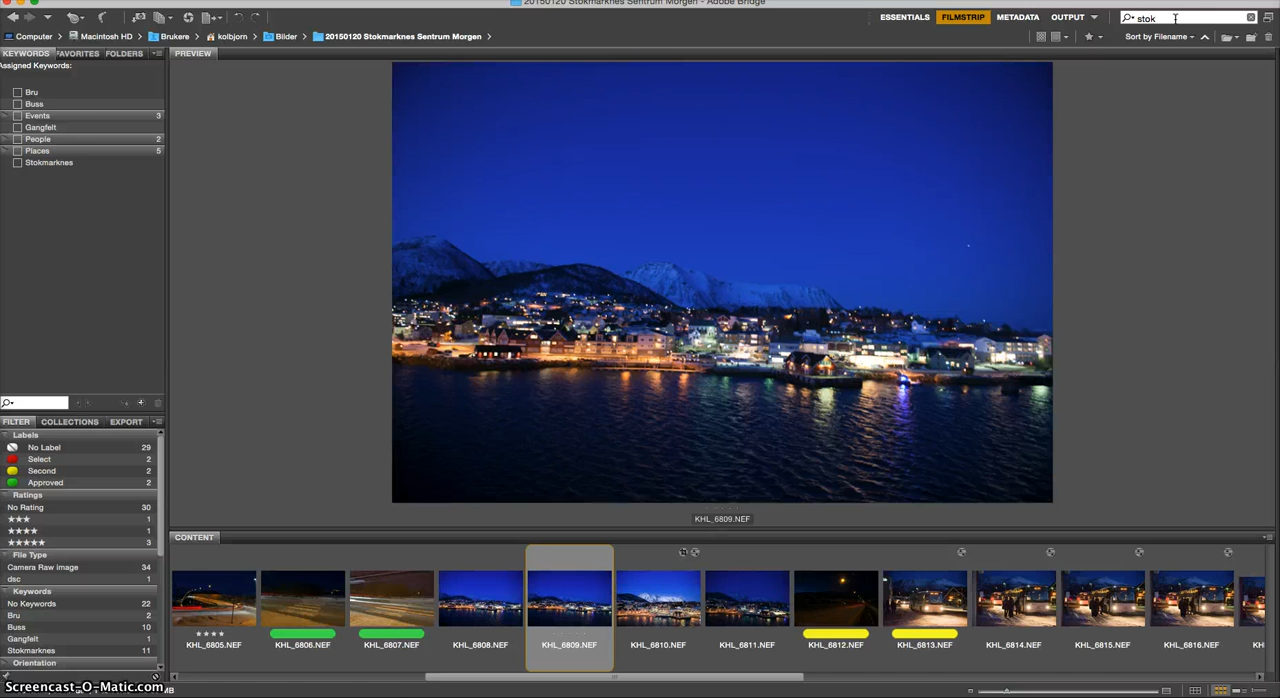 20150120 Stokmarknes Sentrum Morgen - Adobe Bridge
ESSENTIALS FILMSTRIP METADATA OUTPUT stok
Computer Macintosh HD Brukere kolbjorn Bilder 20150120 Stokmarknes Sentrum Morgen Sort by Filename
KEYWORDS FAVORITES FOLDERS PREVIEW
Assigned Keywords:
Bru
Buss
Events 3
Gangfelt
People 2
Places 5
Stokmarknes
FILTER COLLECTIONS EXPORT
Labels
No Label 29
Select 2
Second 2
Approved 2
Ratings
No Rating 30
★★★ 1
★★★★ 1
★★★★★ 3
File Type
Camera Raw image 34
dsc 1
Keywords
No Keywords 22
Bru 2
Buss 10
Gangfelt 1
Stokmarknes 11
Orientation
KHL_6809.NEF
CONTENT
KHL_6805.NEF KHL_6806.NEF KHL_6807.NEF KHL_6808.NEF KHL_6809.NEF KHL_6810.NEF KHL_6811.NEF KHL_6812.NEF KHL_6813.NEF KHL_6814.NEF KHL_6815.NEF KHL_6816.NEF KH
Screencast-O-Matic.com MB